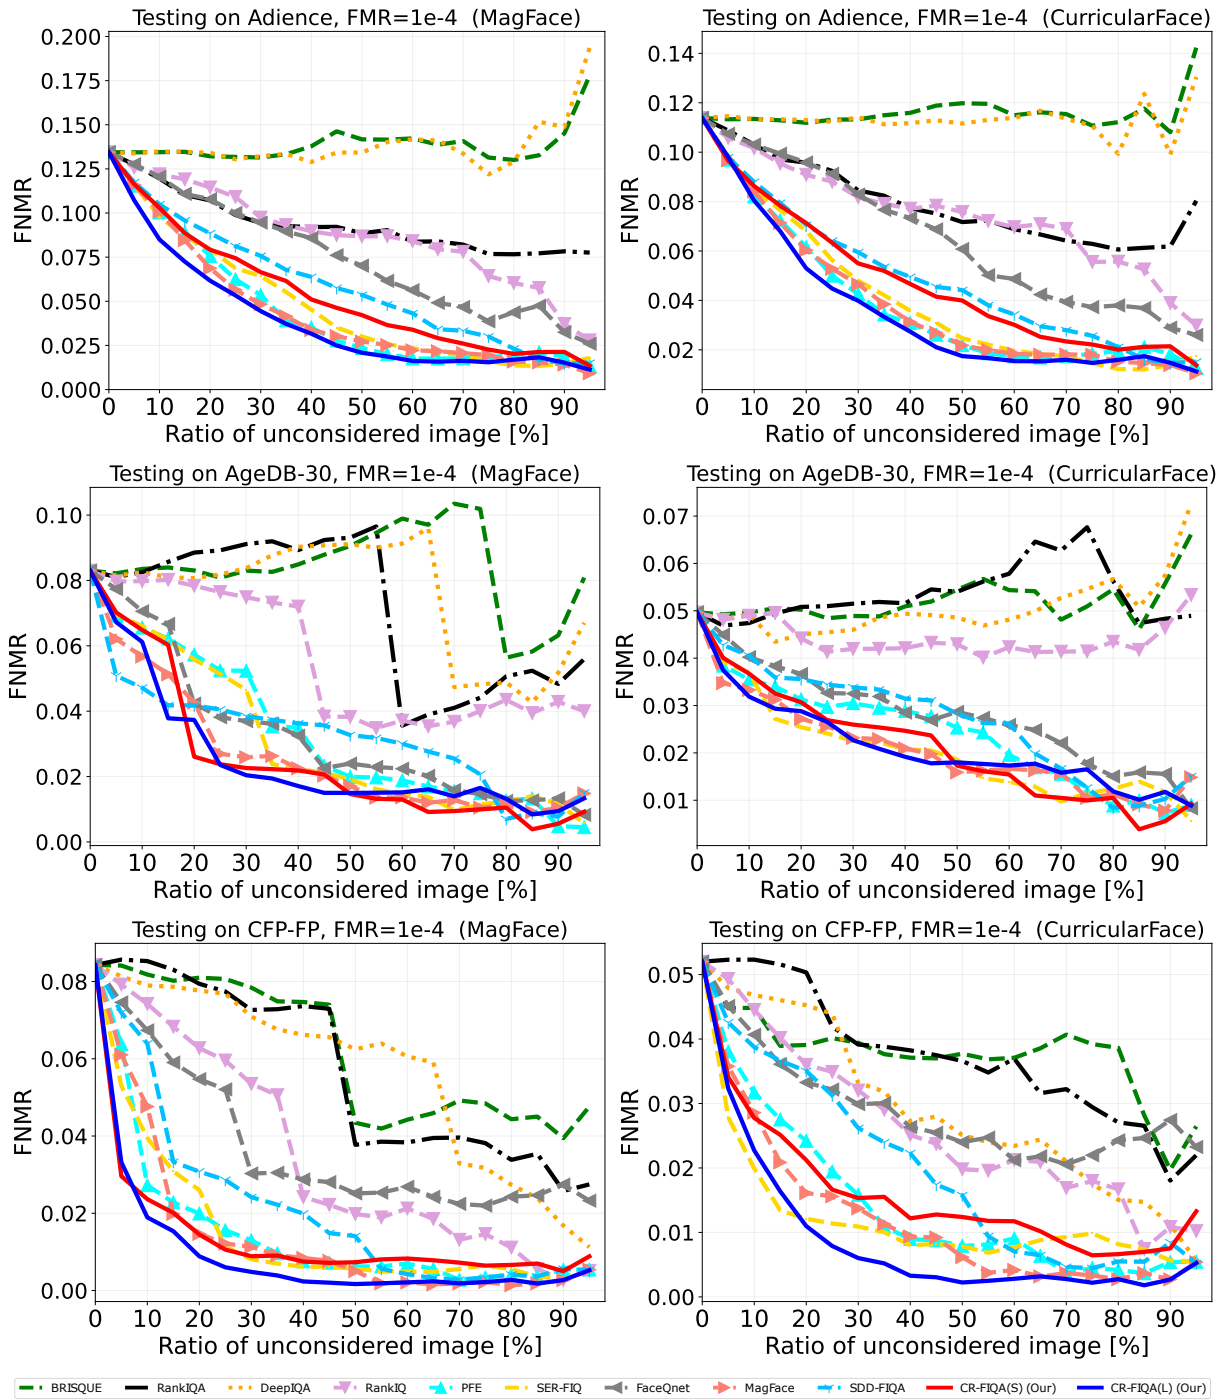 Testing on Adience, FMR=1e-4 (MagFace)
FNMR
0.200
0.175
0.150
0.125
0.100
0.075
0.050
0.025
0.000
0 10 20 30 40 50 60 70 80 90
Ratio of unconsidered image [%]
Testing on Adience, FMR=1e-4 (CurricularFace)
FNMR
0.14
0.12
0.10
0.08
0.06
0.04
0.02
0 10 20 30 40 50 60 70 80 90
Ratio of unconsidered image [%]
Testing on AgeDB-30, FMR=1e-4 (MagFace)
FNMR
0.10
0.08
0.06
0.04
0.02
0.00
0 10 20 30 40 50 60 70 80 90
Ratio of unconsidered image [%]
Testing on AgeDB-30, FMR=1e-4 (CurricularFace)
FNMR
0.07
0.06
0.05
0.04
0.03
0.02
0.01
0 10 20 30 40 50 60 70 80 90
Ratio of unconsidered image [%]
Testing on CFP-FP, FMR=1e-4 (MagFace)
FNMR
0.08
0.06
0.04
0.02
0.00
0 10 20 30 40 50 60 70 80 90
Ratio of unconsidered image [%]
Testing on CFP-FP, FMR=1e-4 (CurricularFace)
FNMR
0.05
0.04
0.03
0.02
0.01
0.00
0 10 20 30 40 50 60 70 80 90
Ratio of unconsidered image [%]
BRISQUE RankIQA DeepIQA RankIQ PFE SER-FIQ FaceQnet MagFace SDD-FIQA CR-FIQA(S) (Our) CR-FIQA(L) (Our)